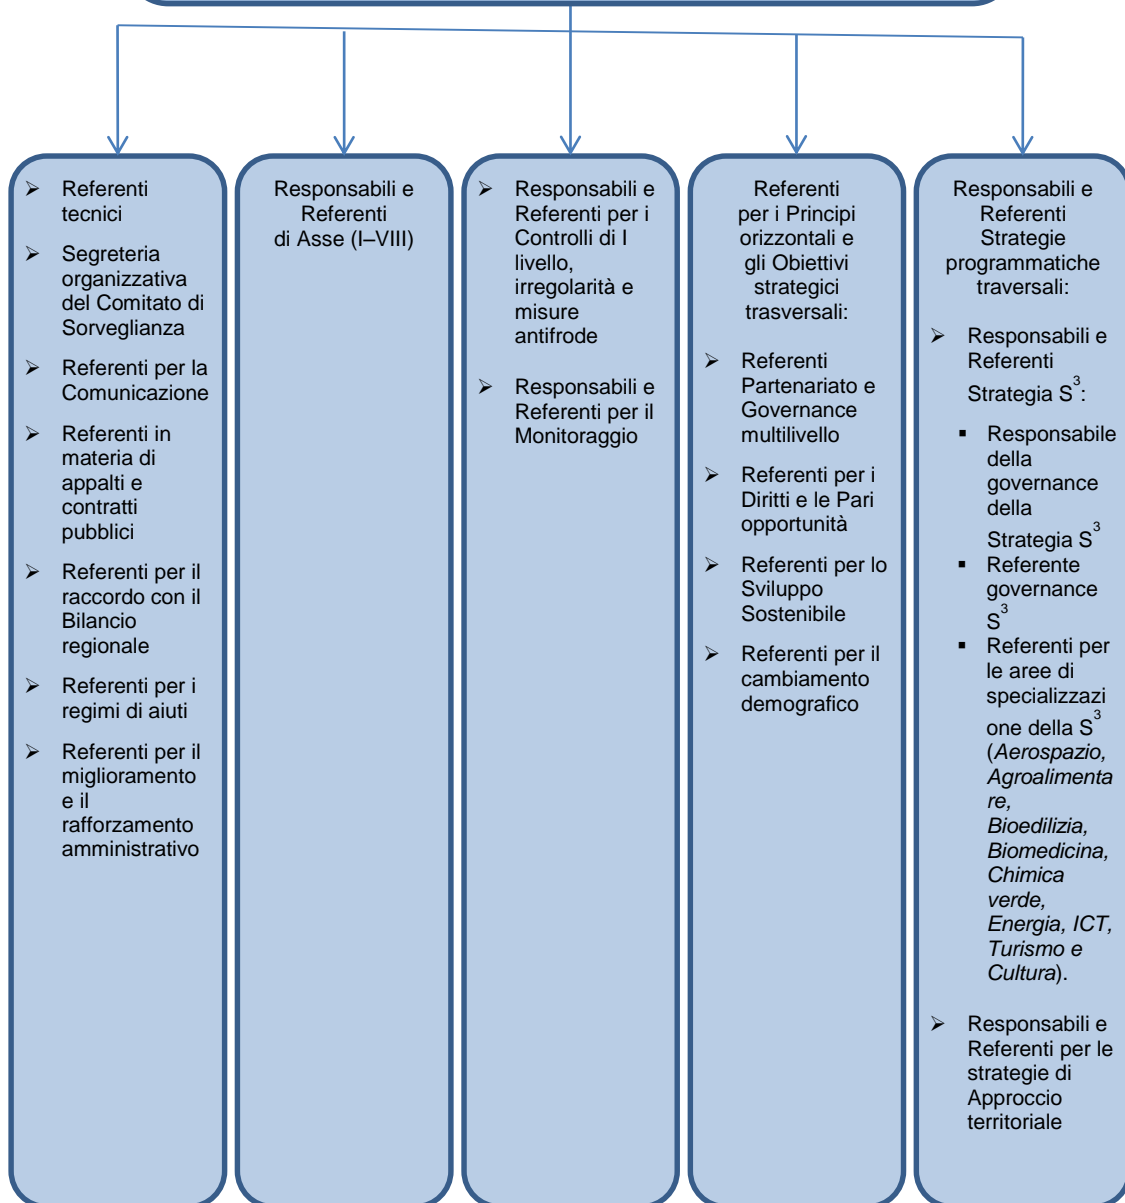 ➢ Referenti
tecnici
➢ Segreteria
organizzativa
del Comitato di
Sorveglianza
➢ Referenti per la
Comunicazione
➢ Referenti in
materia di
appalti e
contratti
pubblici
➢ Referenti per il
raccordo con il
Bilancio
regionale
➢ Referenti per i
regimi di aiuti
➢ Referenti per il
miglioramento
e il
rafforzamento
amministrativo
Responsabili e
Referenti
di Asse (I–VIII)
➢ Responsabili e
Referenti per i
Controlli di I
livello,
irregolarità e
misure
antifrode
➢ Responsabili e
Referenti per il
Monitoraggio
Referenti
per i Principi
orizzontali e
gli Obiettivi
strategici
trasversali:
➢ Referenti
Partenariato e
Governance
multilivello
➢ Referenti per i
Diritti e le Pari
opportunità
➢ Referenti per lo
Sviluppo
Sostenibile
➢ Referenti per il
cambiamento
demografico
Responsabili e
Referenti
Strategie
programmatiche
traversali:
➢ Responsabili e
Referenti
Strategia S³:
▪ Responsabile
della
governance
della
Strategia S³
▪ Referente
governance
S³
▪ Referenti per
le aree di
specializzazi
one della S³
(Aerospazio,
Agroalimenta
re,
Bioedilizia,
Biomedicina,
Chimica
verde,
Energia, ICT,
Turismo e
Cultura).
➢ Responsabili e
Referenti per le
strategie di
Approccio
territoriale